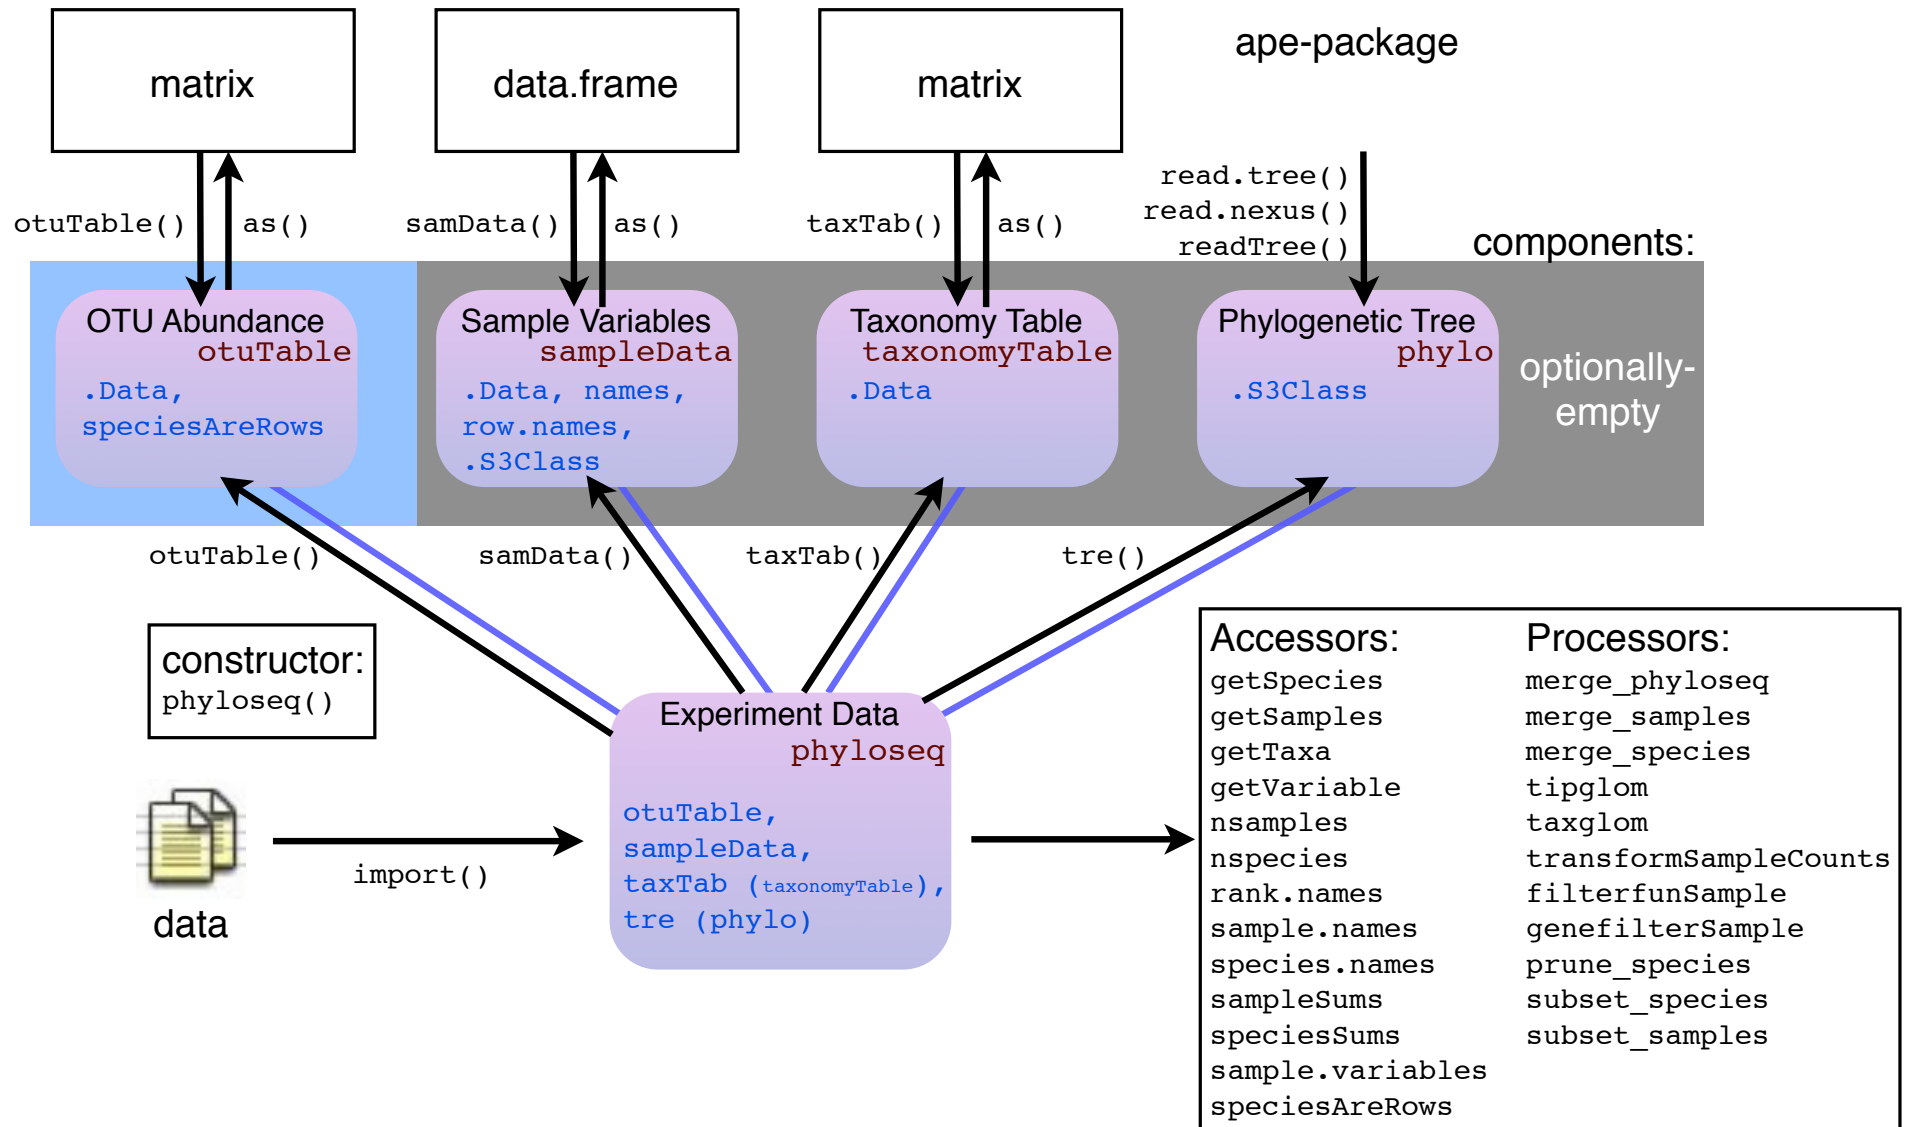 matrix
data.frame
matrix
ape-package
otuTable()
as()
samData()
as()
taxTab()
as()
read.tree()
read.nexus()
readTree()
components:
OTU Abundance
otuTable
.Data,
speciesAreRows
Sample Variables
sampleData
.Data, names,
row.names,
.S3Class
Taxonomy Table
taxonomyTable
.Data
Phylogenetic Tree
phylo
.S3Class
optionally-
empty
otuTable()
samData()
taxTab()
tre()
constructor:
phyloseq()
data
import()
Experiment Data
phyloseq
otuTable,
sampleData,
taxTab (taxonomyTable),
tre (phylo)
Accessors:
getSpecies
getSamples
getTaxa
getVariable
nsamples
nspecies
rank.names
sample.names
species.names
sampleSums
speciesSums
sample.variables
speciesAreRows
Processors:
merge_phyloseq
merge_samples
merge_species
tipglom
taxglom
transformSampleCounts
filterfunSample
genefilterSample
prune_species
subset_species
subset_samples